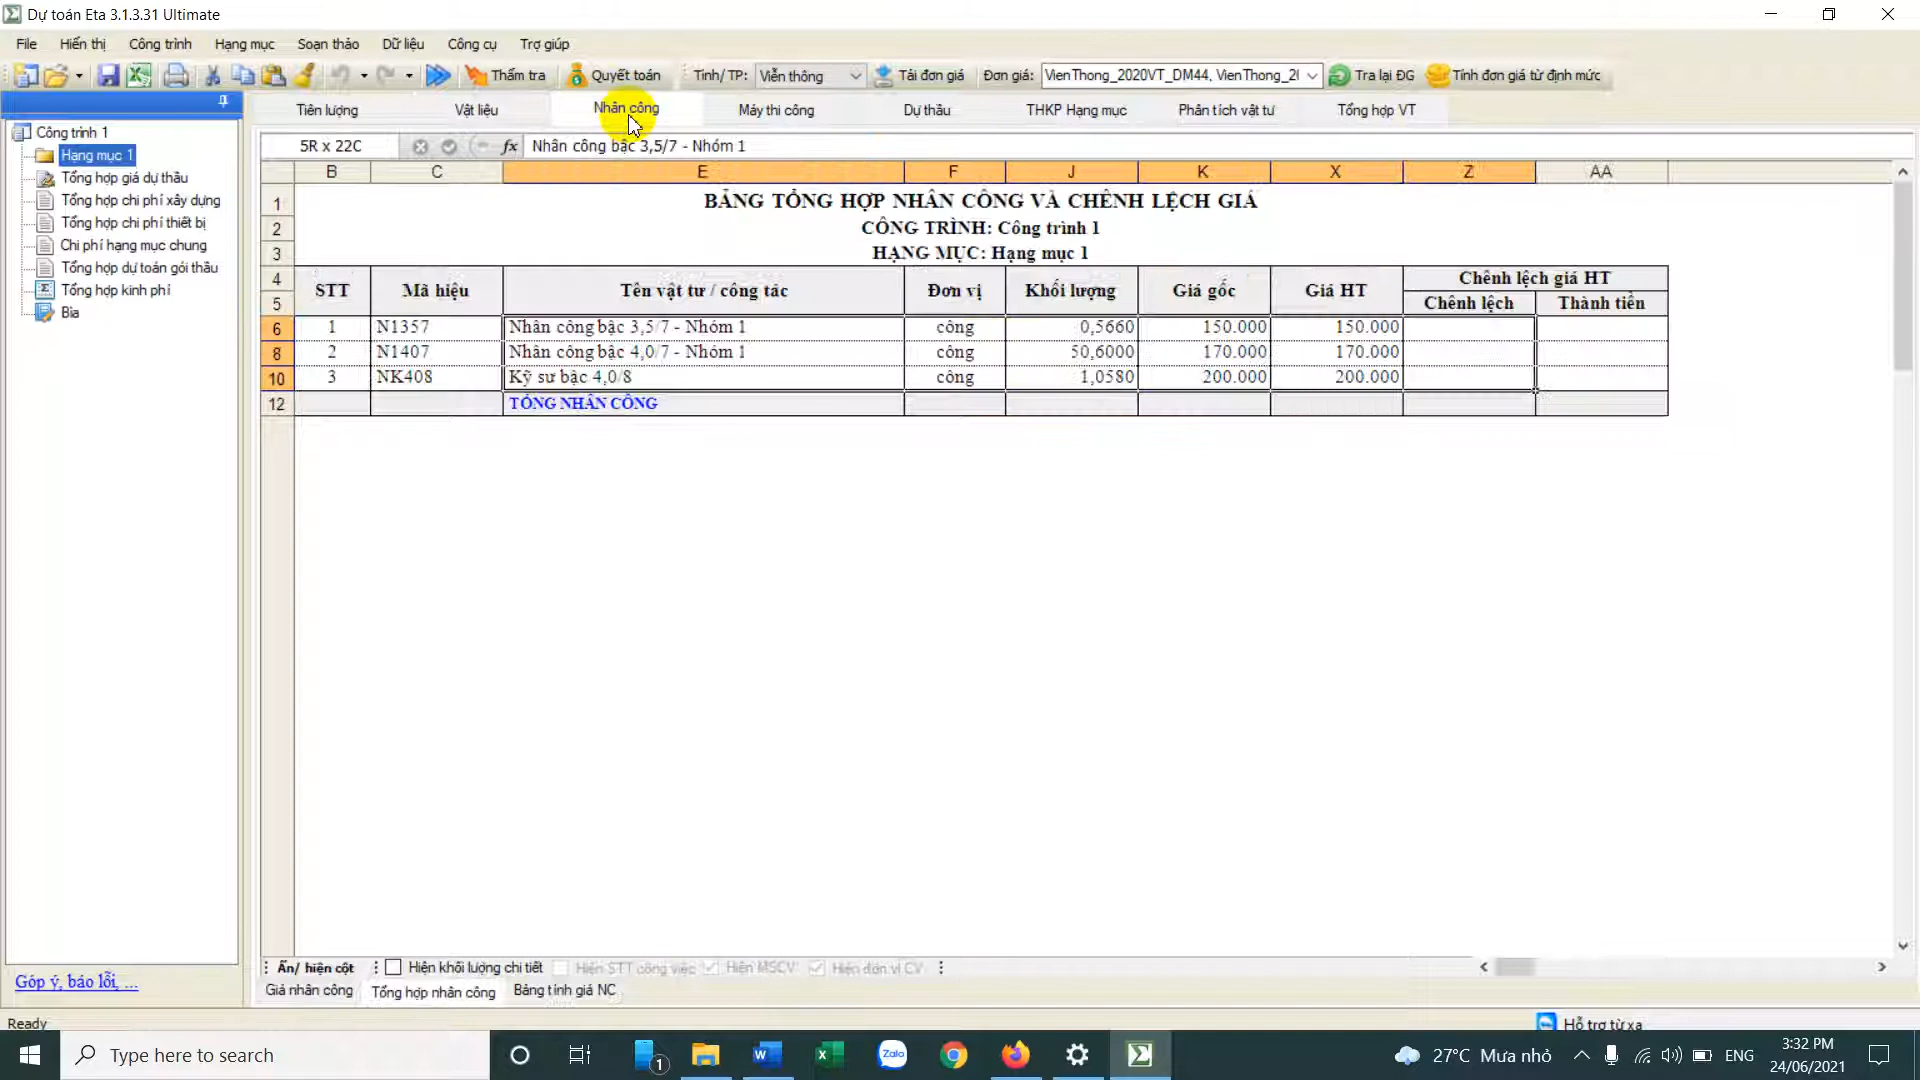 Dự toán Eta 3.1.3.31 Ultimate
File Hiển thị Công trình Hạng mục Soạn thảo Dữ liệu Công cụ Trợ giúp
Thẩm tra Quyết toán Tỉnh/ TP: Viễn thông Tải đơn giá Đơn giá: VienThong_2020VT_DM44, VienThong_2( Tra lại ĐG Tính đơn giá từ định mức
Tiên lượng Vật liệu Nhân công Máy thi công Dự thầu THKP Hạng mục Phân tích vật tư Tổng hợp VT
5R x 22C fx Nhân công bậc 3,5/7 - Nhóm 1
Công trình 1
Hạng mục 1
Tổng hợp giá dự thầu
Tổng hợp chi phí xây dựng
Tổng hợp chi phí thiết bị
Chi phí hạng mục chung
Tổng hợp dự toán gói thầu
Tổng hợp kinh phí
Bìa
B C E F J K X Z AA
1 BẢNG TỔNG HỢP NHÂN CÔNG VÀ CHÊNH LỆCH GIÁ
2 CÔNG TRÌNH: Công trình 1
3 HẠNG MỤC: Hạng mục 1
4 STT Mã hiệu Tên vật tư / công tác Đơn vị Khối lượng Giá gốc Giá HT Chênh lệch giá HT
5 Chênh lệch Thành tiền
6 1 N1357 Nhân công bậc 3,5/7 - Nhóm 1 công 0,5660 150.000 150.000
8 2 N1407 Nhân công bậc 4,0/7 - Nhóm 1 công 50,6000 170.000 170.000
10 3 NK408 Kỹ sư bậc 4,0/8 công 1,0580 200.000 200.000
12 TỔNG NHÂN CÔNG
Ẩn/ hiện cột Hiện khối lượng chi tiết Hiện STT công việc Hiện MSCV Hiện đơn vị CV
Giá nhân công Tổng hợp nhân công Bảng tính giá NC
Góp ý, báo lỗi, ...
Ready
Hỗ trợ từ xa
Type here to search
1
Zalo
27°C Mưa nhỏ
ENG
3:32 PM
24/06/2021